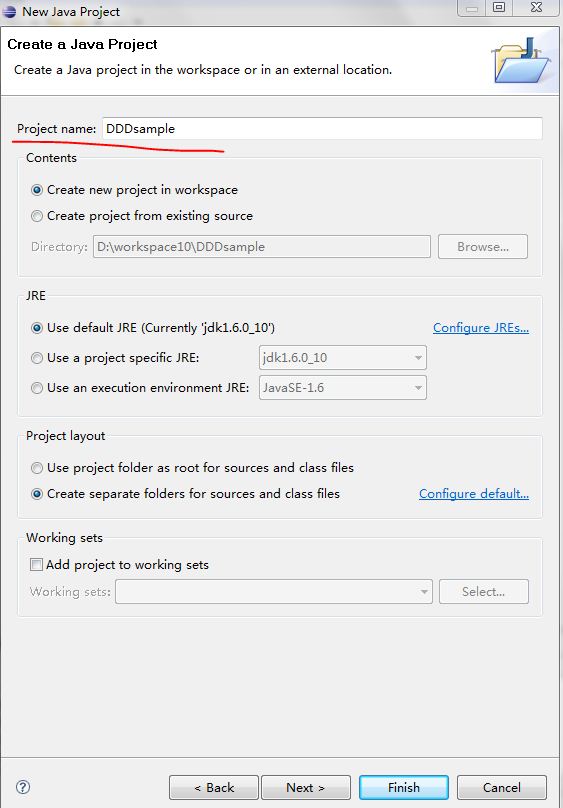 New Java Project
Create a Java Project
Create a Java project in the workspace or in an external location.
Project name: DDDsample
Contents
Create new project in workspace
Create project from existing source
Directory: D:\workspace10\DDDsample Browse...
JRE
Use default JRE (Currently 'jdk1.6.0_10') Configure JREs...
Use a project specific JRE: jdk1.6.0_10
Use an execution environment JRE: JavaSE-1.6
Project layout
Use project folder as root for sources and class files
Create separate folders for sources and class files Configure default...
Working sets
Add project to working sets
Working sets: Select...
? < Back Next > Finish Cancel